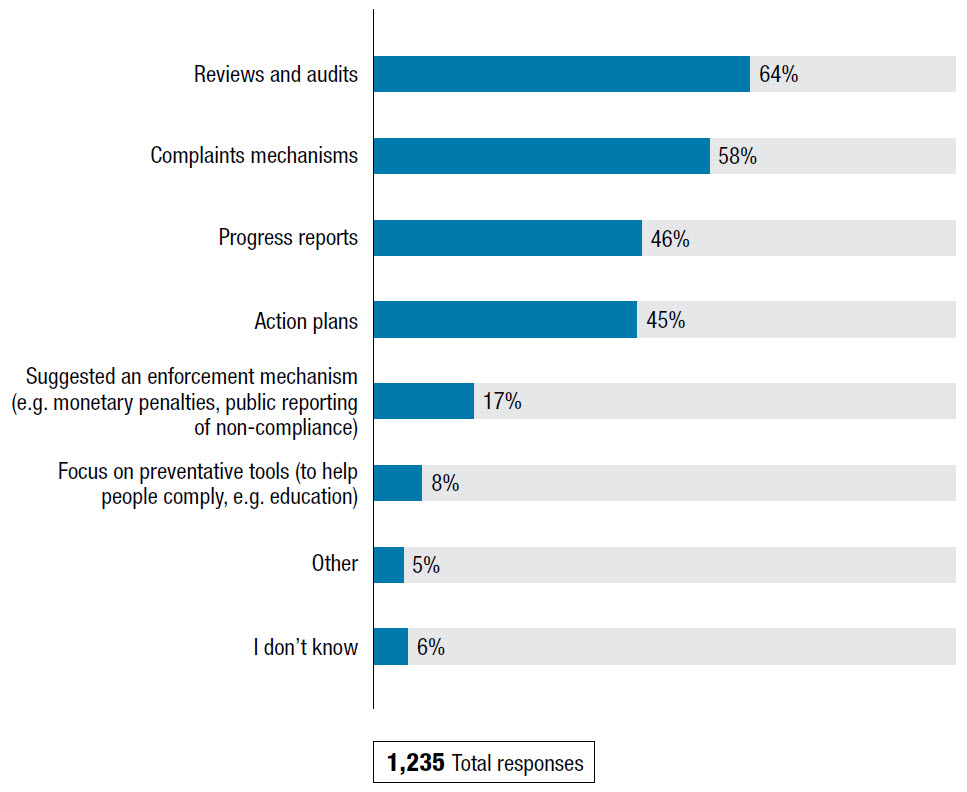 Reviews and audits
64%
Complaints mechanisms
58%
Progress reports
46%
Action plans
45%
Suggested an enforcement mechanism
(e.g. monetary penalties, public reporting
of non-compliance)
17%
Focus on preventative tools (to help
people comply, e.g. education)
8%
Other
5%
I don’t know
6%
1,235 Total responses